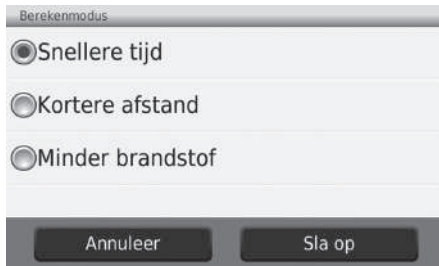 Berekenmodus
Snellere tijd
Kortere afstand
Minder brandstof
Annuleer
Sla op